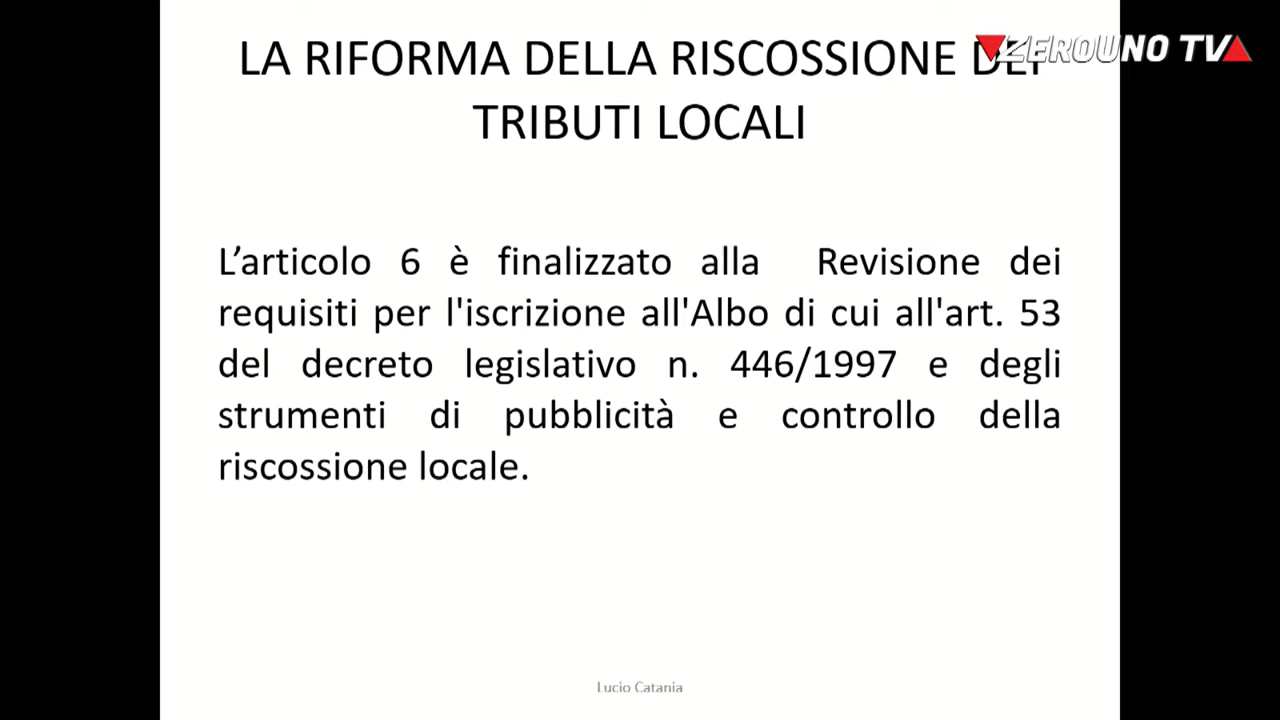 LA RIFORMA DELLA RISCOSSIONE DEI
TRIBUTI LOCALI
ZEROUNO TV
L’articolo 6 è finalizzato alla Revisione dei
requisiti per l'iscrizione all'Albo di cui all'art. 53
del decreto legislativo n. 446/1997 e degli
strumenti di pubblicità e controllo della
riscossione locale.
Lucio Catania